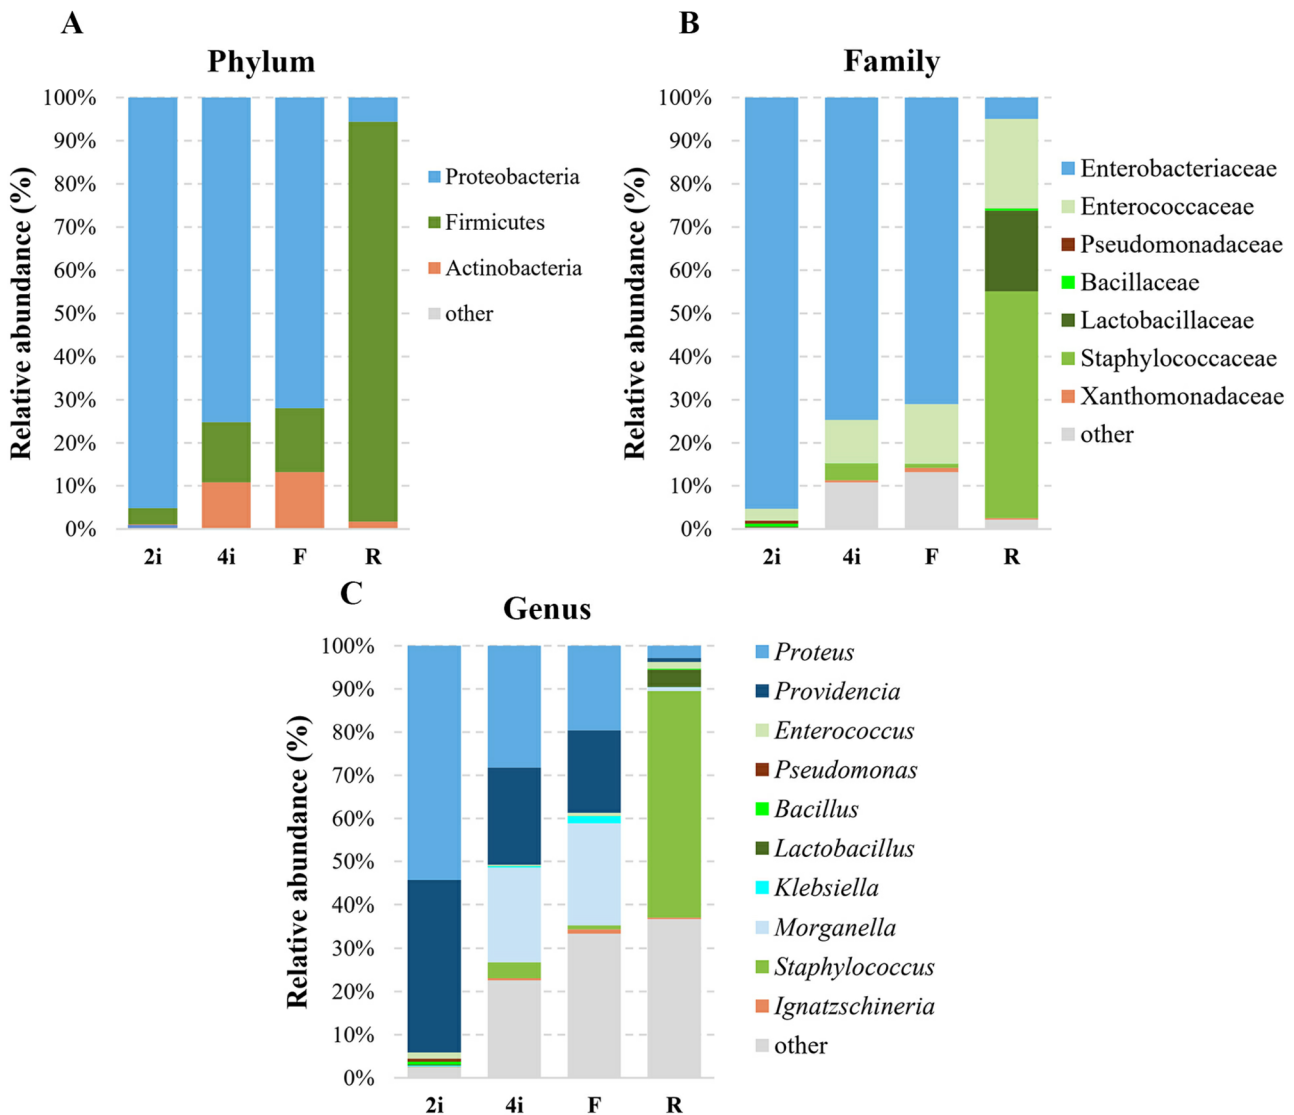 A
Phylum
Relative abundance (%)
100%
90%
80%
70%
60%
50%
40%
30%
20%
10%
0%
2i 4i F R
Proteobacteria
Firmicutes
Actinobacteria
other
B
Family
Relative abundance (%)
100%
90%
80%
70%
60%
50%
40%
30%
20%
10%
0%
2i 4i F R
Enterobacteriaceae
Enterococcaceae
Pseudomonadaceae
Bacillaceae
Lactobacillaceae
Staphylococcaceae
Xanthomonadaceae
other
C
Genus
Relative abundance (%)
100%
90%
80%
70%
60%
50%
40%
30%
20%
10%
0%
2i 4i F R
Proteus
Providencia
Enterococcus
Pseudomonas
Bacillus
Lactobacillus
Klebsiella
Morganella
Staphylococcus
Ignatzschineria
other